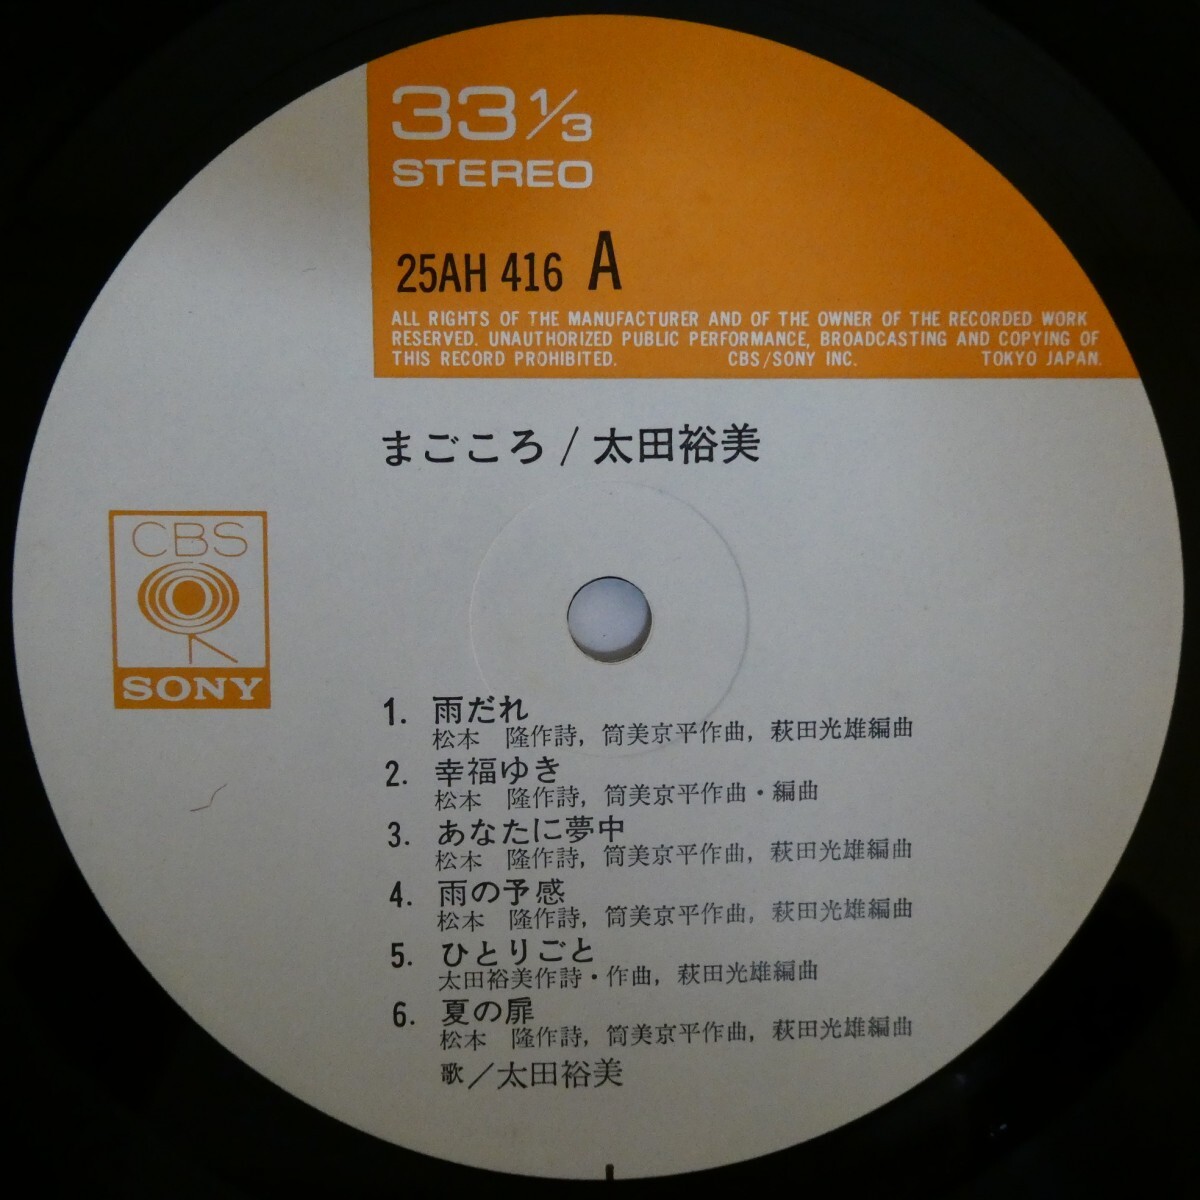 33 1/3
STEREO
25AH 416 A
ALL RIGHTS OF THE MANUFACTURER AND OF THE OWNER OF THE RECORDED WORK
RESERVED. UNAUTHORIZED PUBLIC PERFORMANCE, BROADCASTING AND COPYING OF
THIS RECORD PROHIBITED. CBS/SONY INC. TOKYO JAPAN.
まごころ/太田裕美
CBS
SONY
1. 雨だれ
松本 隆作詩, 筒美京平作曲, 萩田光雄編曲
2. 幸福ゆき
松本 隆作詩, 筒美京平作曲・編曲
3. あなたに夢中
松本 隆作詩, 筒美京平作曲, 萩田光雄編曲
4. 雨の予感
松本 隆作詩, 筒美京平作曲, 萩田光雄編曲
5. ひとりごと
太田裕美作詩・作曲, 萩田光雄編曲
6. 夏の扉
松本 隆作詩, 筒美京平作曲, 萩田光雄編曲
歌/太田裕美